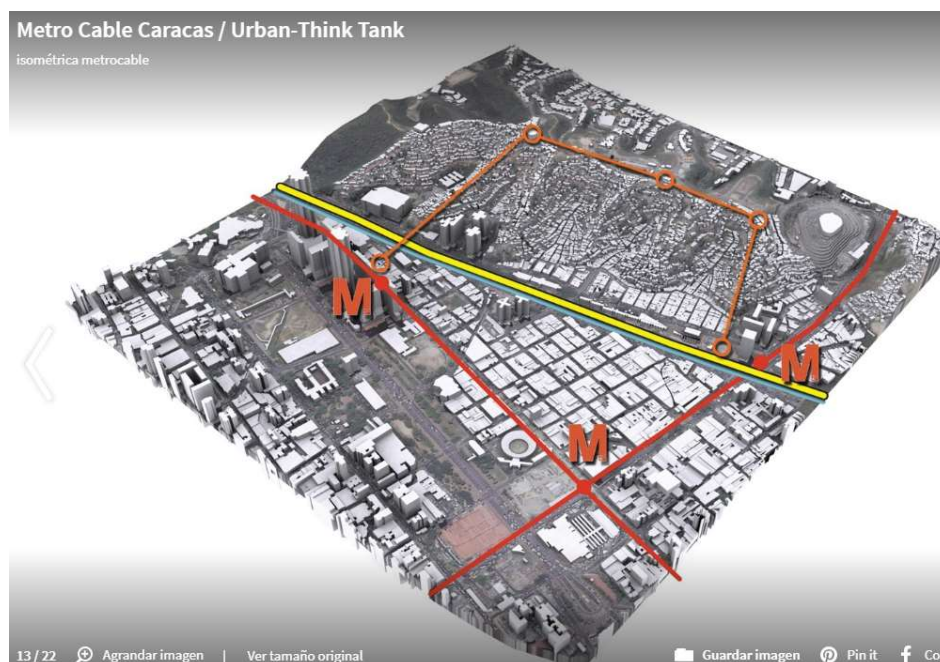 Metro Cable Caracas / Urban-Think Tank
isométrica metrocable
M
M
M
13 / 22 Agrandar imagen | Ver tamaño original Guardar imagen Pin it Co